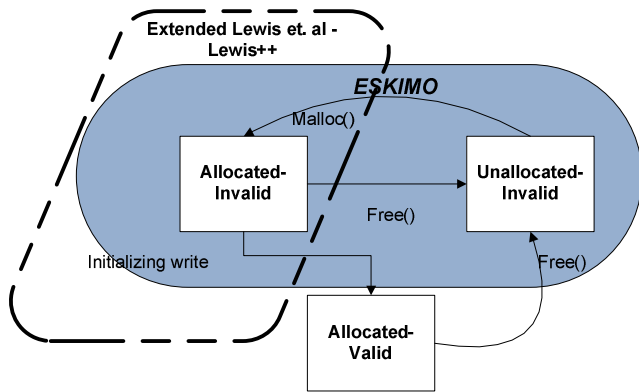 Extended Lewis et. al -
Lewis++
ESKIMO
Malloc()
Allocated-
Invalid
Unallocated-
Invalid
Free()
Initializing write
Free()
Allocated-
Valid